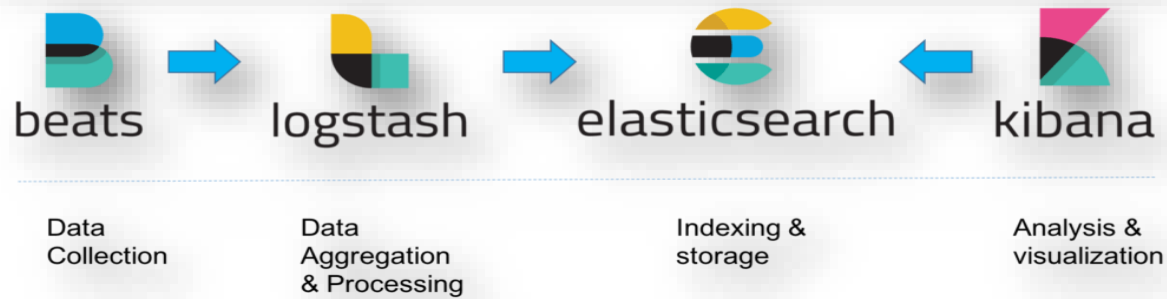 beats
logstash
elasticsearch
kibana
Data
Collection
Data
Aggregation
& Processing
Indexing &
storage
Analysis &
visualization